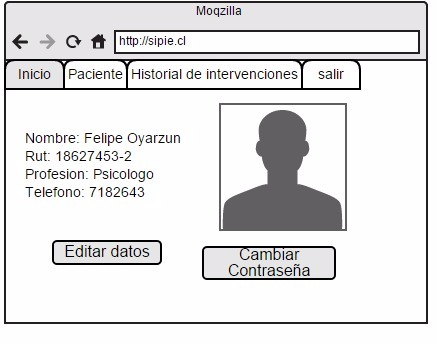 Moqzilla
http://sipie.cl
Inicio Paciente Historial de intervenciones salir
Nombre: Felipe Oyarzun
Rut: 18627453-2
Profesion: Psicologo
Telefono: 7182643
Editar datos
Cambiar
Contraseña